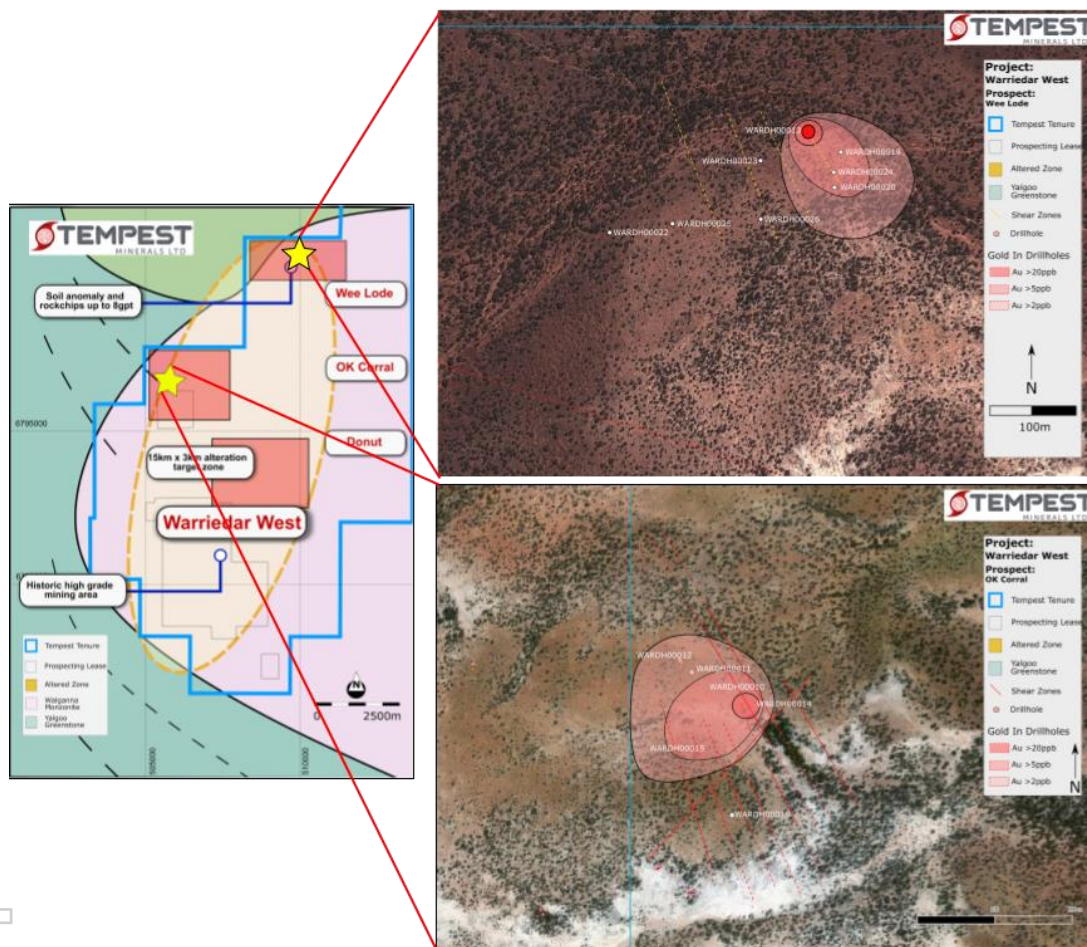 TEMPEST
MINERALS LTD
Soil anomaly and
rockchips up to 8gpt
Wee Lode
OK Corral
Donut
6795000
15km x 3km alteration
target zone
Warriedar West
Historic high grade
mining area
Tempest Tenure
Prospecting Lease
Altered Zone
Walganna
Monzonite
Yalgoo
Greenstone
N
0 2500m
510000
TEMPEST
MINERALS LTD
Project:
Warriedar West
Prospect:
Wee Lode
Tempest Tenure
Prospecting Lease
Altered Zone
Yalgoo
Greenstone
Shear Zones
Drillhole
Gold In Drillholes
Au >20ppb
Au >5ppb
Au >2ppb
N
100m
WARDH00023
WARDH00024
WARDH00020
WARDH00025
WARDH00026
WARDH00022
TEMPEST
MINERALS LTD
Project:
Warriedar West
Prospect:
OK Corral
Tempest Tenure
Prospecting Lease
Altered Zone
Yalgoo
Greenstone
Shear Zones
Drillhole
Gold In Drillholes
Au >20ppb
Au >5ppb
Au >2ppb
N
WARDH00012
WARDH00011
WARDH00010
WARDH00014
WARDH00015